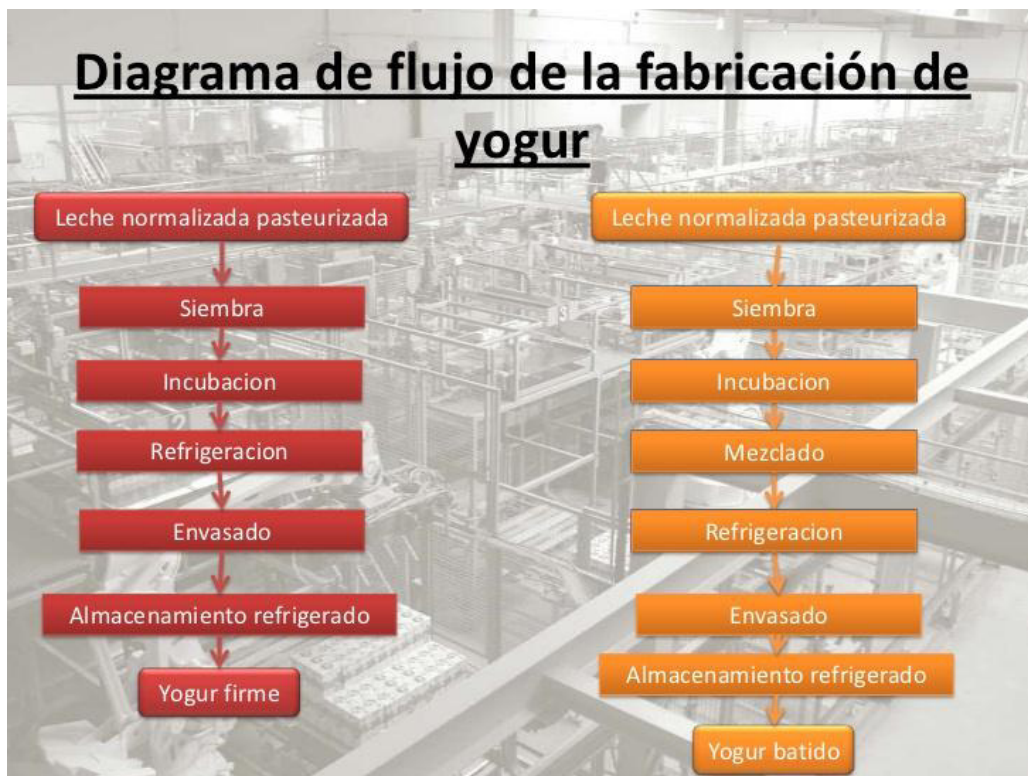 Diagrama de flujo de la fabricación de
yogur
Leche normalizada pasteurizada
Siembra
Incubacion
Refrigeracion
Envasado
Almacenamiento refrigerado
Yogur firme
Leche normalizada pasteurizada
Siembra
Incubacion
Mezclado
Refrigeracion
Envasado
Almacenamiento refrigerado
Yogur batido